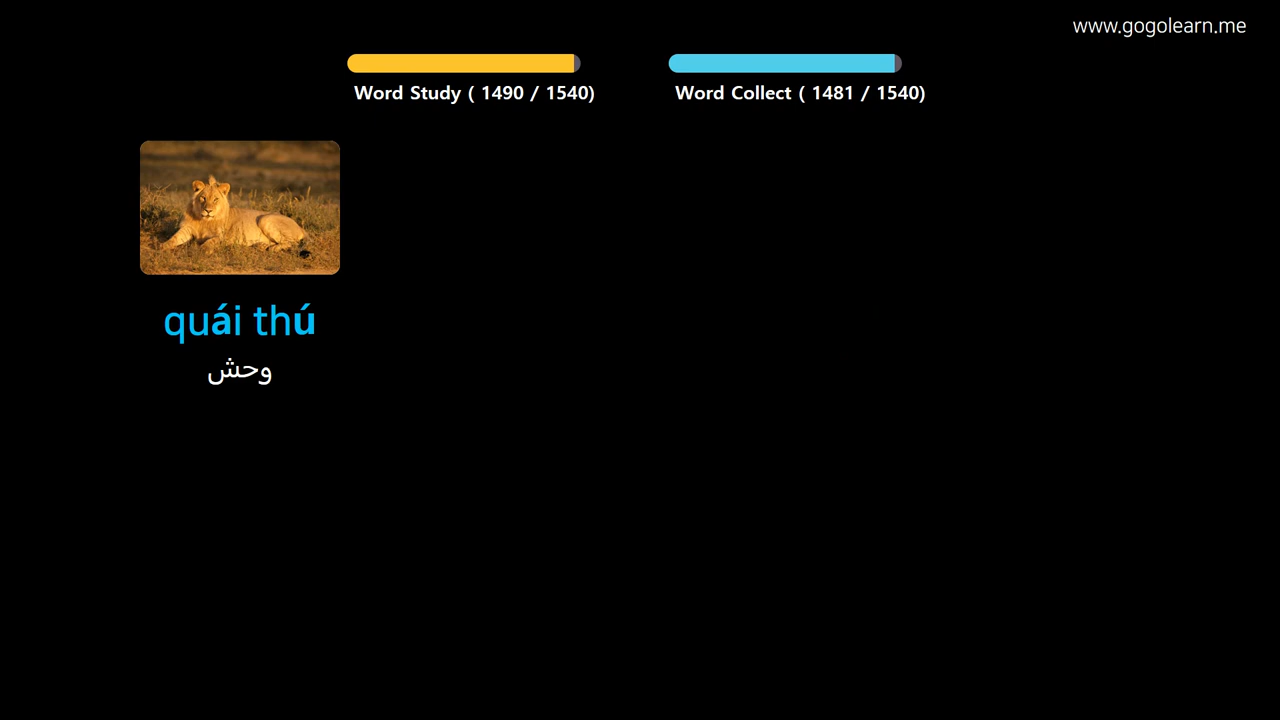 www.gogolearn.me
Word Study ( 1490 / 1540)
Word Collect ( 1481 / 1540)
quái thú
وحش